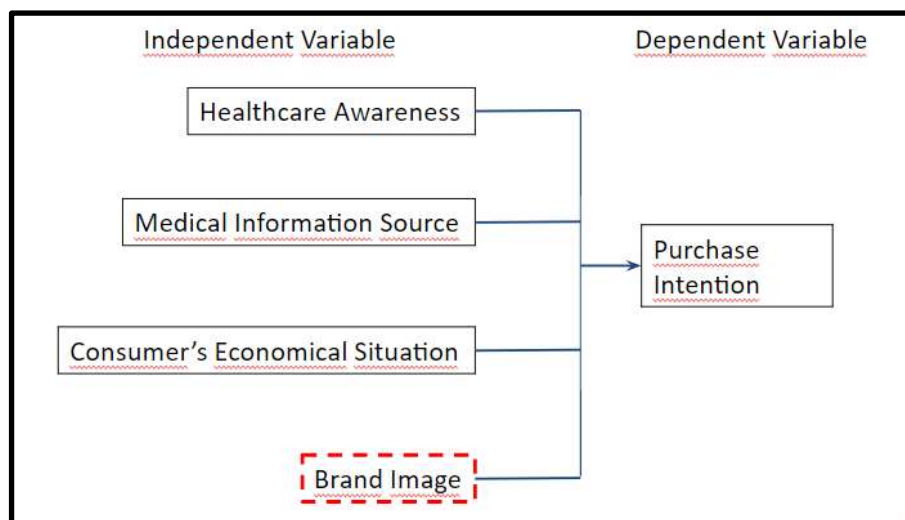 Independent Variable
Dependent Variable
Healthcare Awareness
Medical Information Source
Purchase
Intention
Consumer's Economical Situation
Brand Image